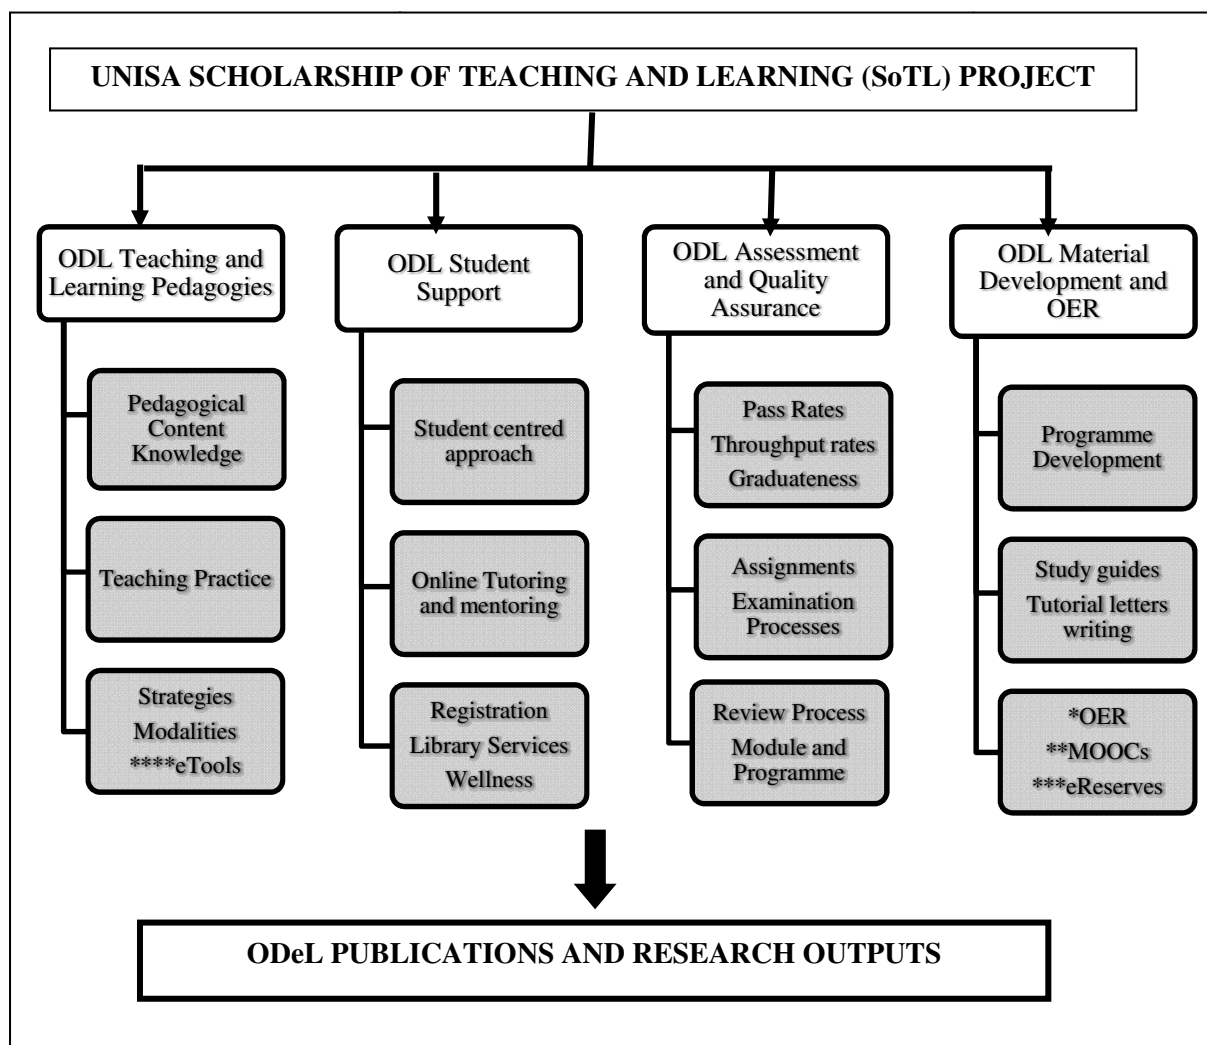 UNISA SCHOLARSHIP OF TEACHING AND LEARNING (SoTL) PROJECT
ODL Teaching and
Learning Pedagogies
Pedagogical
Content
Knowledge
Teaching Practice
Strategies
Modalities
****eTools
ODL Student
Support
Student centred
approach
Online Tutoring
and mentoring
Registration
Library Services
Wellness
ODL Assessment
and Quality
Assurance
Pass Rates
Throughput rates
Graduateness
Assignments
Examination
Processes
Review Process
Module and
Programme
ODL Material
Development and
OER
Programme
Development
Study guides
Tutorial letters
writing
*OER
**MOOCs
***eReserves
ODeL PUBLICATIONS AND RESEARCH OUTPUTS